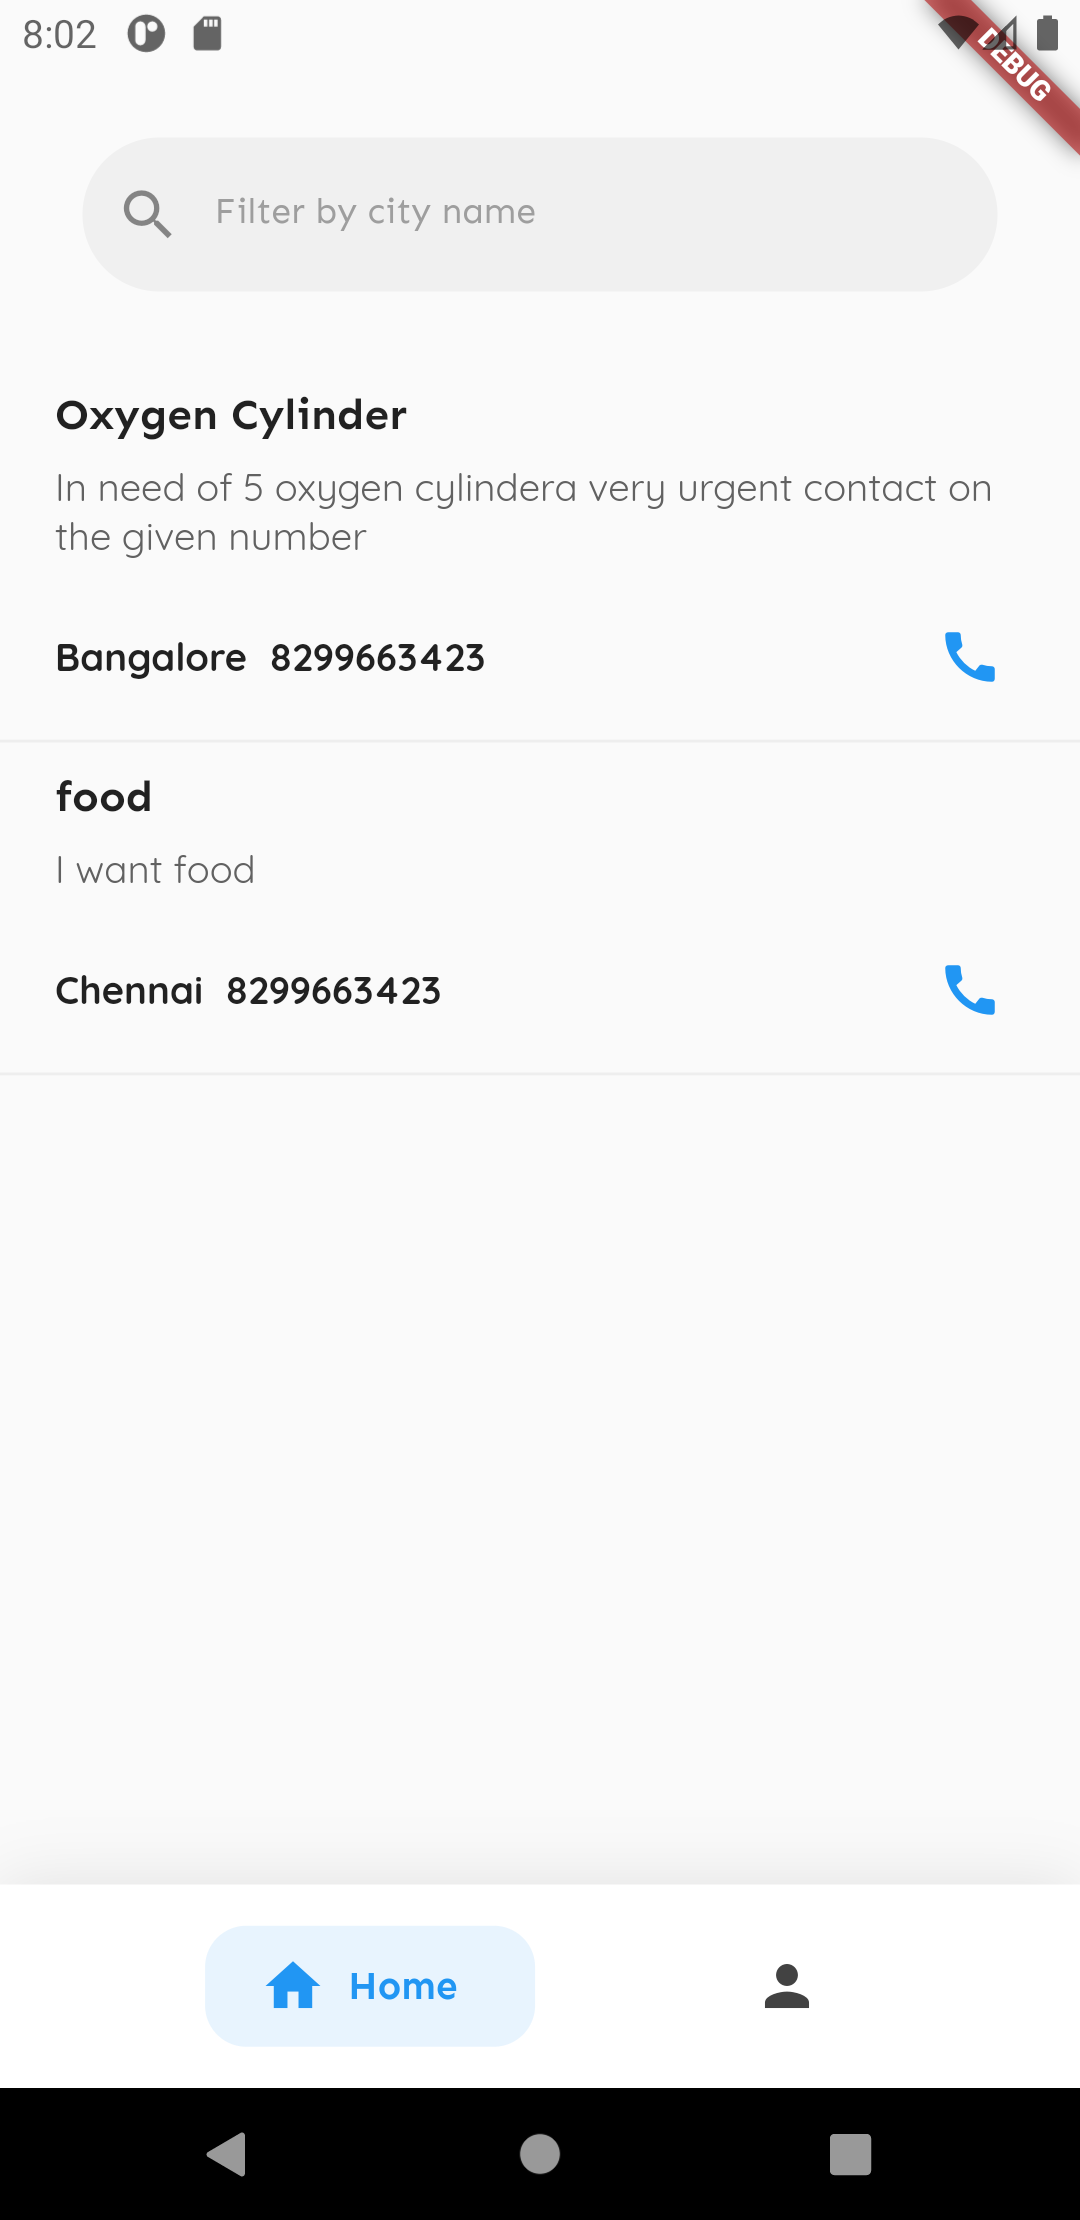 8:02
DEBUG
Filter by city name
Oxygen Cylinder
In need of 5 oxygen cylindera very urgent contact on
the given number
Bangalore 8299663423
food
I want food
Chennai 8299663423
Home